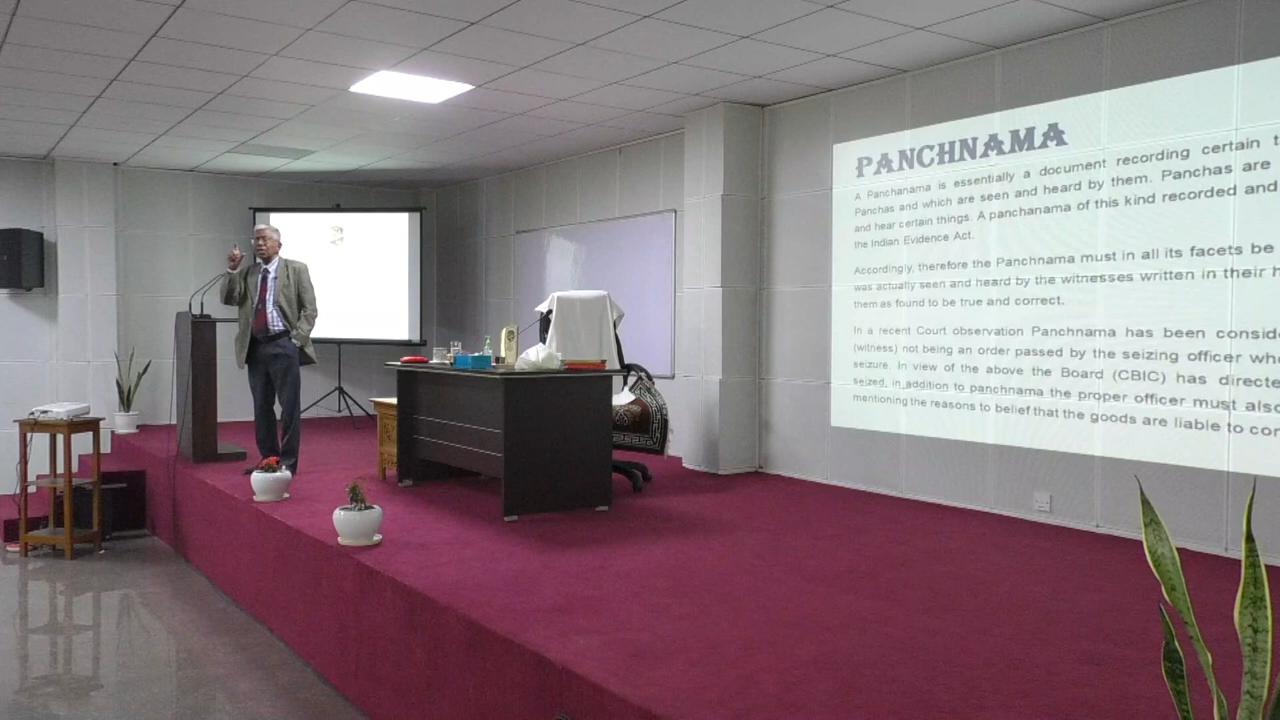 PANCHNAMA
A Panchanama is essentially a document recording certain t
Panchas and which are seen and heard by them. Panchas are
and hear certain things. A panchanama of this kind recorded and
the Indian Evidence Act.
Accordingly, therefore the Panchnama must in all its facets be
was actually seen and heard by the witnesses written in their h
them as found to be true and correct.
In a recent Court observation Panchnama has been conside
(witness) not being an order passed by the seizing officer who
seizure. In view of the above the Board (CBIC) has directe
seized, in addition to panchnama the proper officer must also
mentioning the reasons to belief that the goods are liable to con